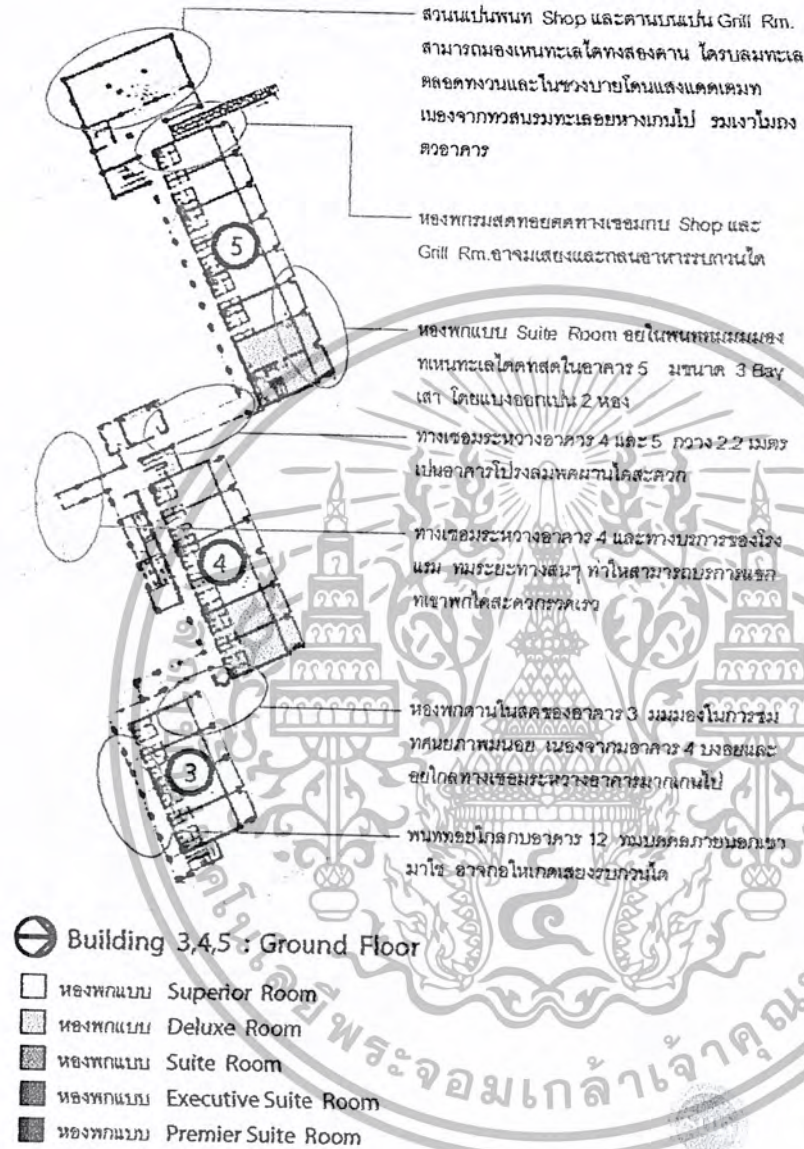 สวนนเปนพนท Shop และดานบนเปน Grill Rm.
สามารถมองเหนทะเลไดทงสองดาน ไดรบลมทะเล
ตลอดทงวนและในชวงบายโดนแสงแดดเตมท
เนองจากทวสนรมทะเลอยหางเกนไป รมเงาไมถง
ตวอาคาร
หองพกรมสดทอยตดทางเชอมกบ Shop และ
Grill Rm.อาจมเสยงและกลนอาหารรบกวนได
5
หองพกแบบ Suite Room อยในพนททมมมมอง
ทเหนทะเลไดดทสดในอาคาร 5 มขนาด 3 Bay
เสา โดยแบงออกเปน 2 หอง
ทางเชอมระหวางอาคาร 4 และ 5 กวาง 2.2 เมตร
เปนอาคารโปรงลมพดผานไดสะดวก
4
ทางเชอมระหวางอาคาร 4 และทางบรการของโรง
แรม ทมระยะทางสนๆ ทาใหสามารถบรการแขก
ทเขาพกไดสะดวกรวดเรว
หองพกดานในสดของอาคาร 3 มมมองในการชม
ทศนยภาพมนอย เนองจากมอาคาร 4 บงอยและ
อยใกลทางเชอมระหวางอาคารมากเกนไป
3
พนททอยใกลกบอาคาร 12 ทมบคคลภายนอกเขา
มาใช อาจกอใหเกดเสยงรบกวนได
Building 3,4,5 : Ground Floor
หองพกแบบ Superior Room
หองพกแบบ Deluxe Room
หองพกแบบ Suite Room
หองพกแบบ Executive Suite Room
หองพกแบบ Premier Suite Room
คโนโลยีพระจอมเกล้าเจ้าคุณ